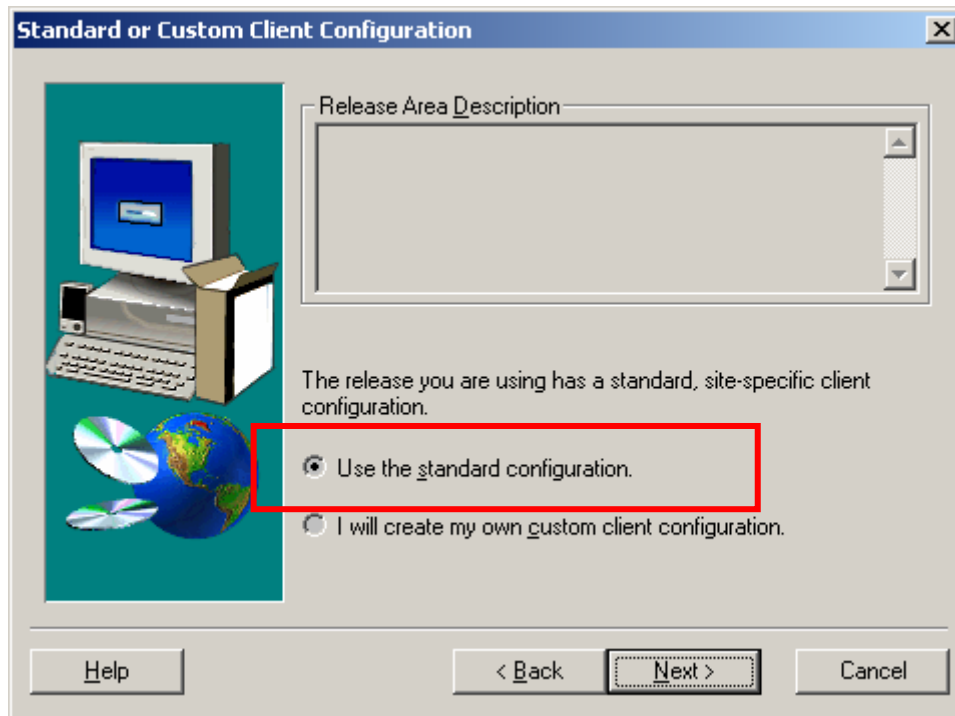 Standard or Custom Client Configuration
Release Area Description
The release you are using has a standard, site-specific client
configuration.
Use the standard configuration.
I will create my own custom client configuration.
Help
< Back
Next >
Cancel